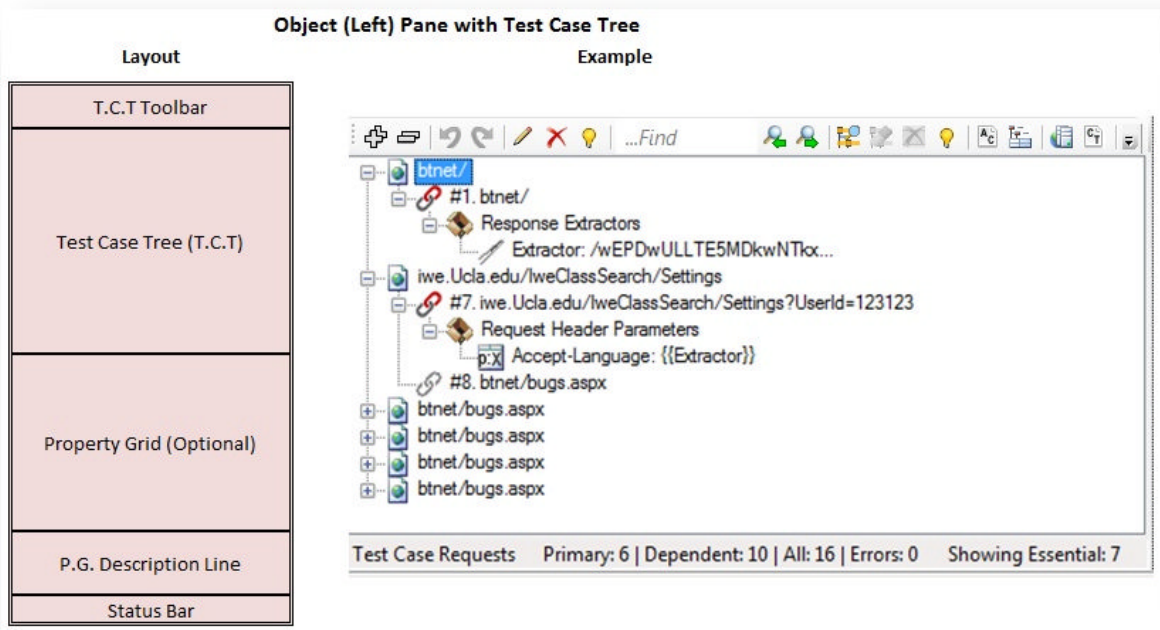 Object (Left) Pane with Test Case Tree
Layout
Example
T.C.T Toolbar
Test Case Tree (T.C.T)
Property Grid (Optional)
P.G. Description Line
Status Bar
...Find
btnet/
#1. btnet/
Response Extractors
Extractor: /wEPDwULLTE5MDkwNTkx...
iwe.Ucla.edu/IweClassSearch/Settings
#7. iwe.Ucla.edu/IweClassSearch/Settings?UserId=123123
Request Header Parameters
p:X Accept-Language: {{Extractor}}
#8. btnet/bugs.aspx
btnet/bugs.aspx
btnet/bugs.aspx
btnet/bugs.aspx
btnet/bugs.aspx
Test Case Requests Primary: 6 | Dependent: 10 | All: 16 | Errors: 0 Showing Essential: 7